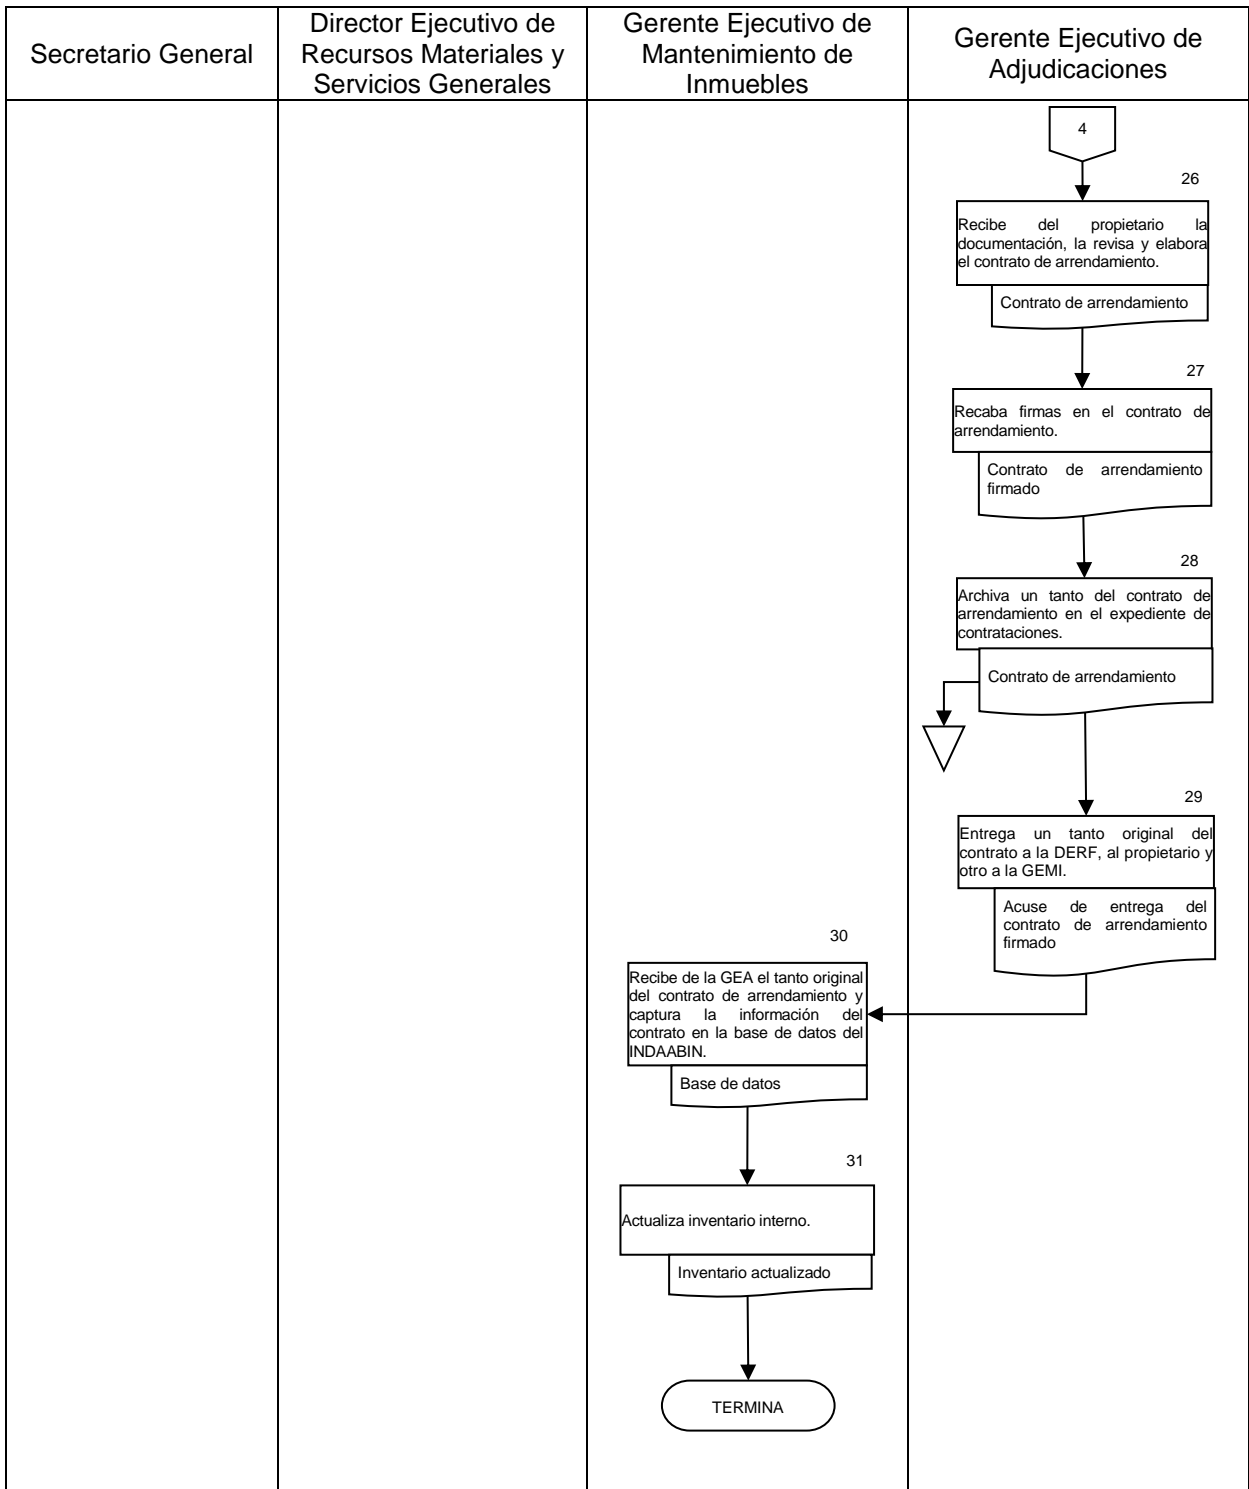 Secretario General
Director Ejecutivo de
Recursos Materiales y
Servicios Generales
Gerente Ejecutivo de
Mantenimiento de
Inmuebles
Gerente Ejecutivo de
Adjudicaciones
4
26
Recibe del propietario la
documentación, la revisa y elabora
el contrato de arrendamiento.
Contrato de arrendamiento
27
Recaba firmas en el contrato de
arrendamiento.
Contrato de arrendamiento
firmado
28
Archiva un tanto del contrato de
arrendamiento en el expediente de
contrataciones.
Contrato de arrendamiento
29
Entrega un tanto original del
contrato a la DERF, al propietario y
otro a la GEMI.
Acuse de entrega del
contrato de arrendamiento
firmado
30
Recibe de la GEA el tanto original
del contrato de arrendamiento y
captura la información del
contrato en la base de datos del
INDAABIN.
Base de datos
31
Actualiza inventario interno.
Inventario actualizado
TERMINA